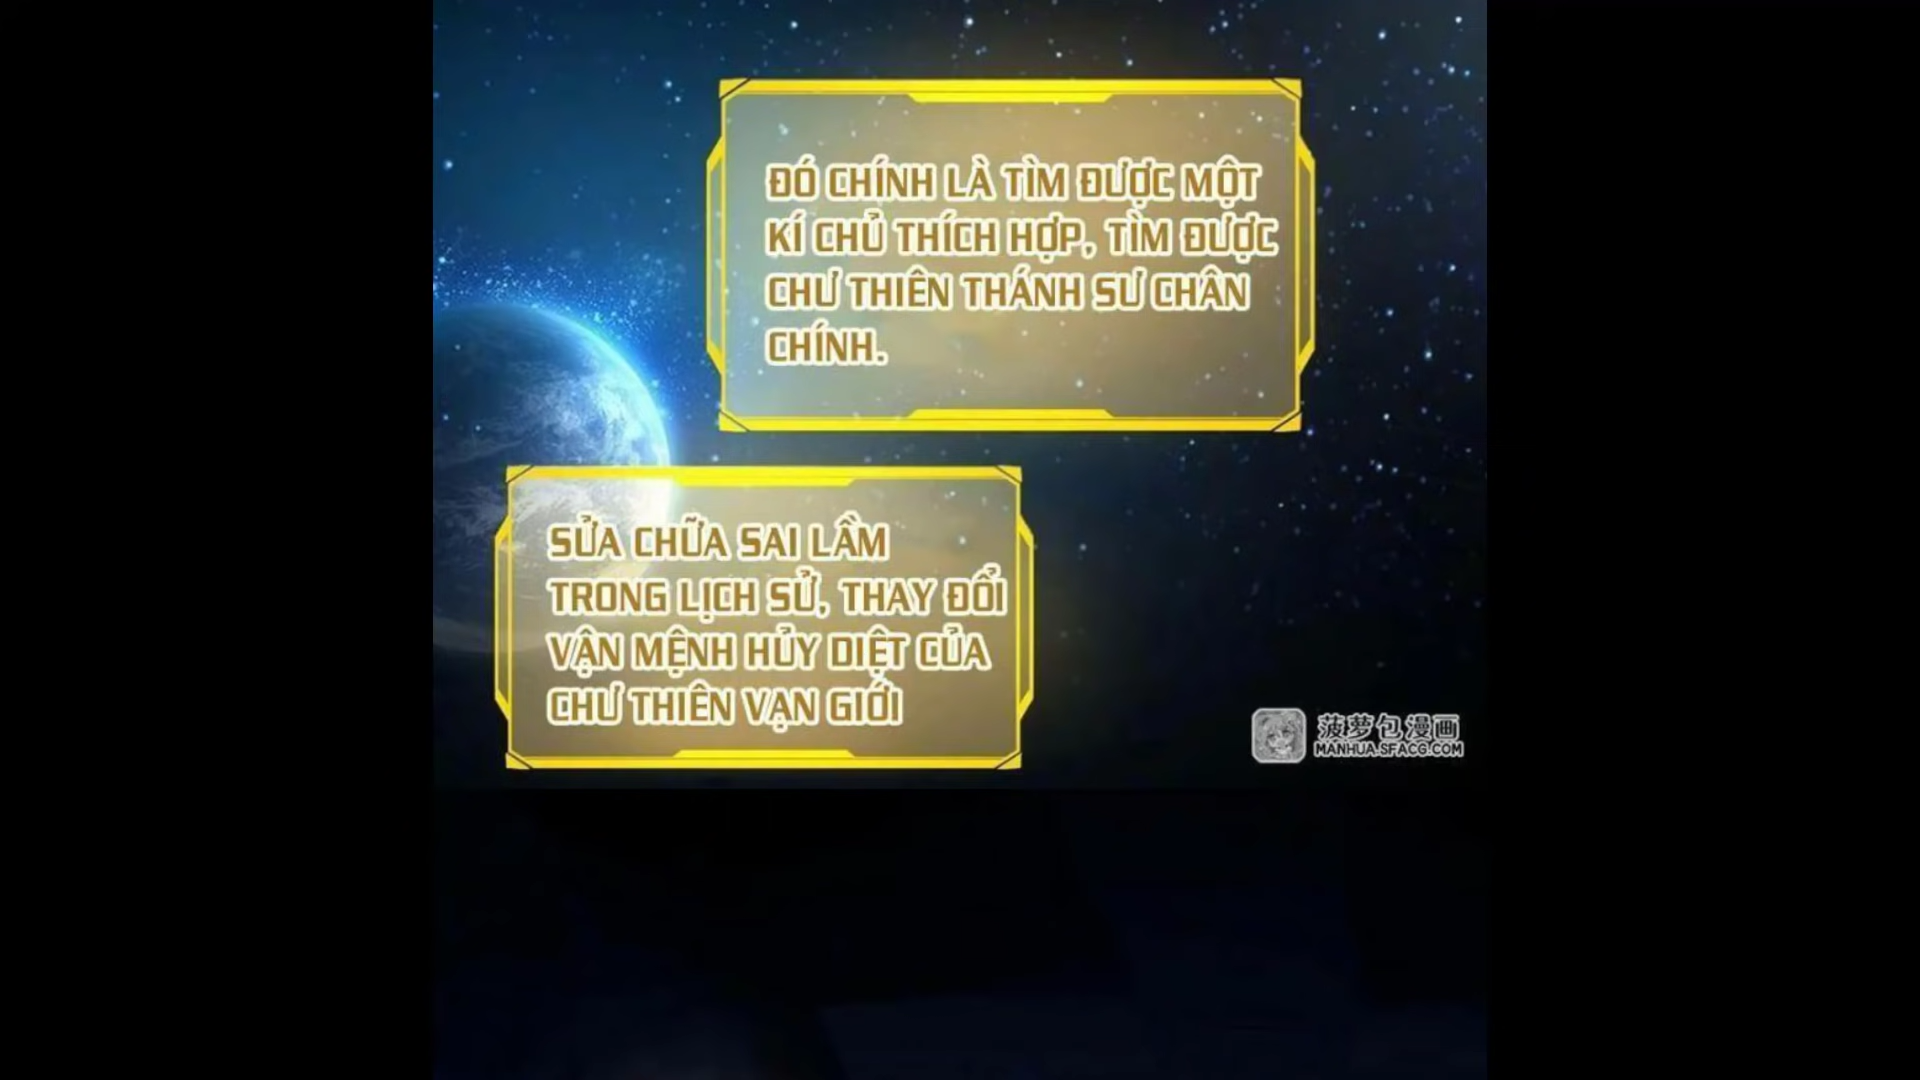 ĐÓ CHÍNH LÀ TÌM ĐƯỢC MỘT
KÍ CHỦ THÍCH HỢP, TÌM ĐƯỢC
CHƯ THIÊN THÁNH SƯ CHÂN
CHÍNH.
SỬA CHỮA SAI LẦM
TRONG LỊCH SỬ, THAY ĐỔI
VẬN MỆNH HỦY DIỆT CỦA
CHƯ THIÊN VẠN GIỚI
菠萝包漫画
MANHUA.SFACG.COM